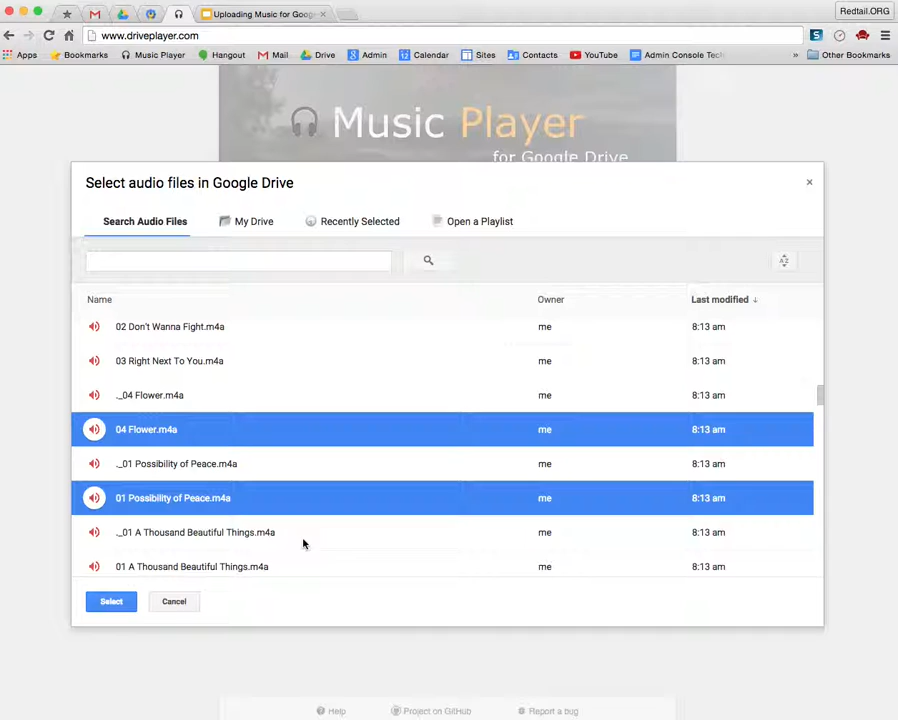 Uploading Music for Goog
Redtail.ORG
www.driveplayer.com
Apps
Bookmarks
Music Player
Hangout
Mail
Drive
Admin
Calendar
Sites
Contacts
YouTube
Admin Console Tech
»
Other Bookmarks
Music Player
for Google Drive
Select audio files in Google Drive
×
Search Audio Files
My Drive
Recently Selected
Open a Playlist
AZ
Name
Owner
Last modified ↓
02 Don't Wanna Fight.m4a me 8:13 am
03 Right Next To You.m4a me 8:13 am
._04 Flower.m4a me 8:13 am
04 Flower.m4a me 8:13 am
._01 Possibility of Peace.m4a me 8:13 am
01 Possibility of Peace.m4a me 8:13 am
._01 A Thousand Beautiful Things.m4a me 8:13 am
01 A Thousand Beautiful Things.m4a me 8:13 am
Select
Cancel
Help
Project on GitHub
Report a bug